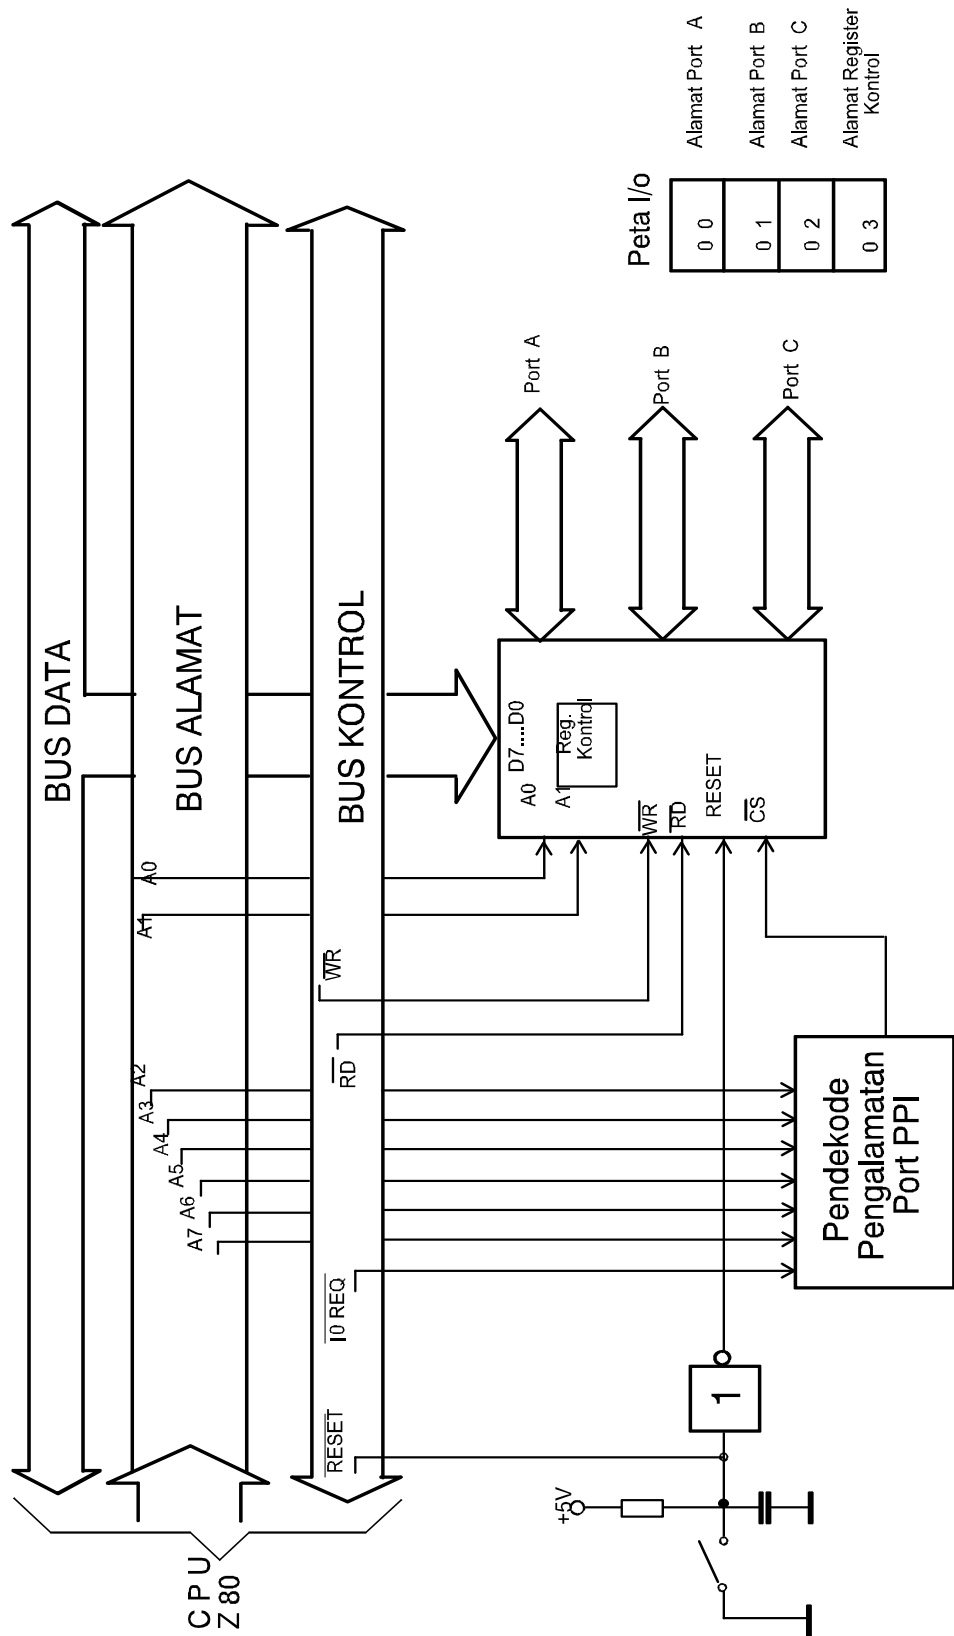 CPU
Z 80
BUS DATA
BUS ALAMAT
BUS KONTROL
RESET
I0 REQ
A7
A6
A5
A4
A3
A2
RD
WR
A1
A0
+5V
1
Pendekode
Pengalamatan
Port PPI
D7....D0
A0
A1
Reg.
Kontrol
WR
RD
RESET
CS
Port A
Port B
Port C
Peta I/o
0 0 Alamat Port A
0 1 Alamat Port B
0 2 Alamat Port C
0 3 Alamat Register
Kontrol